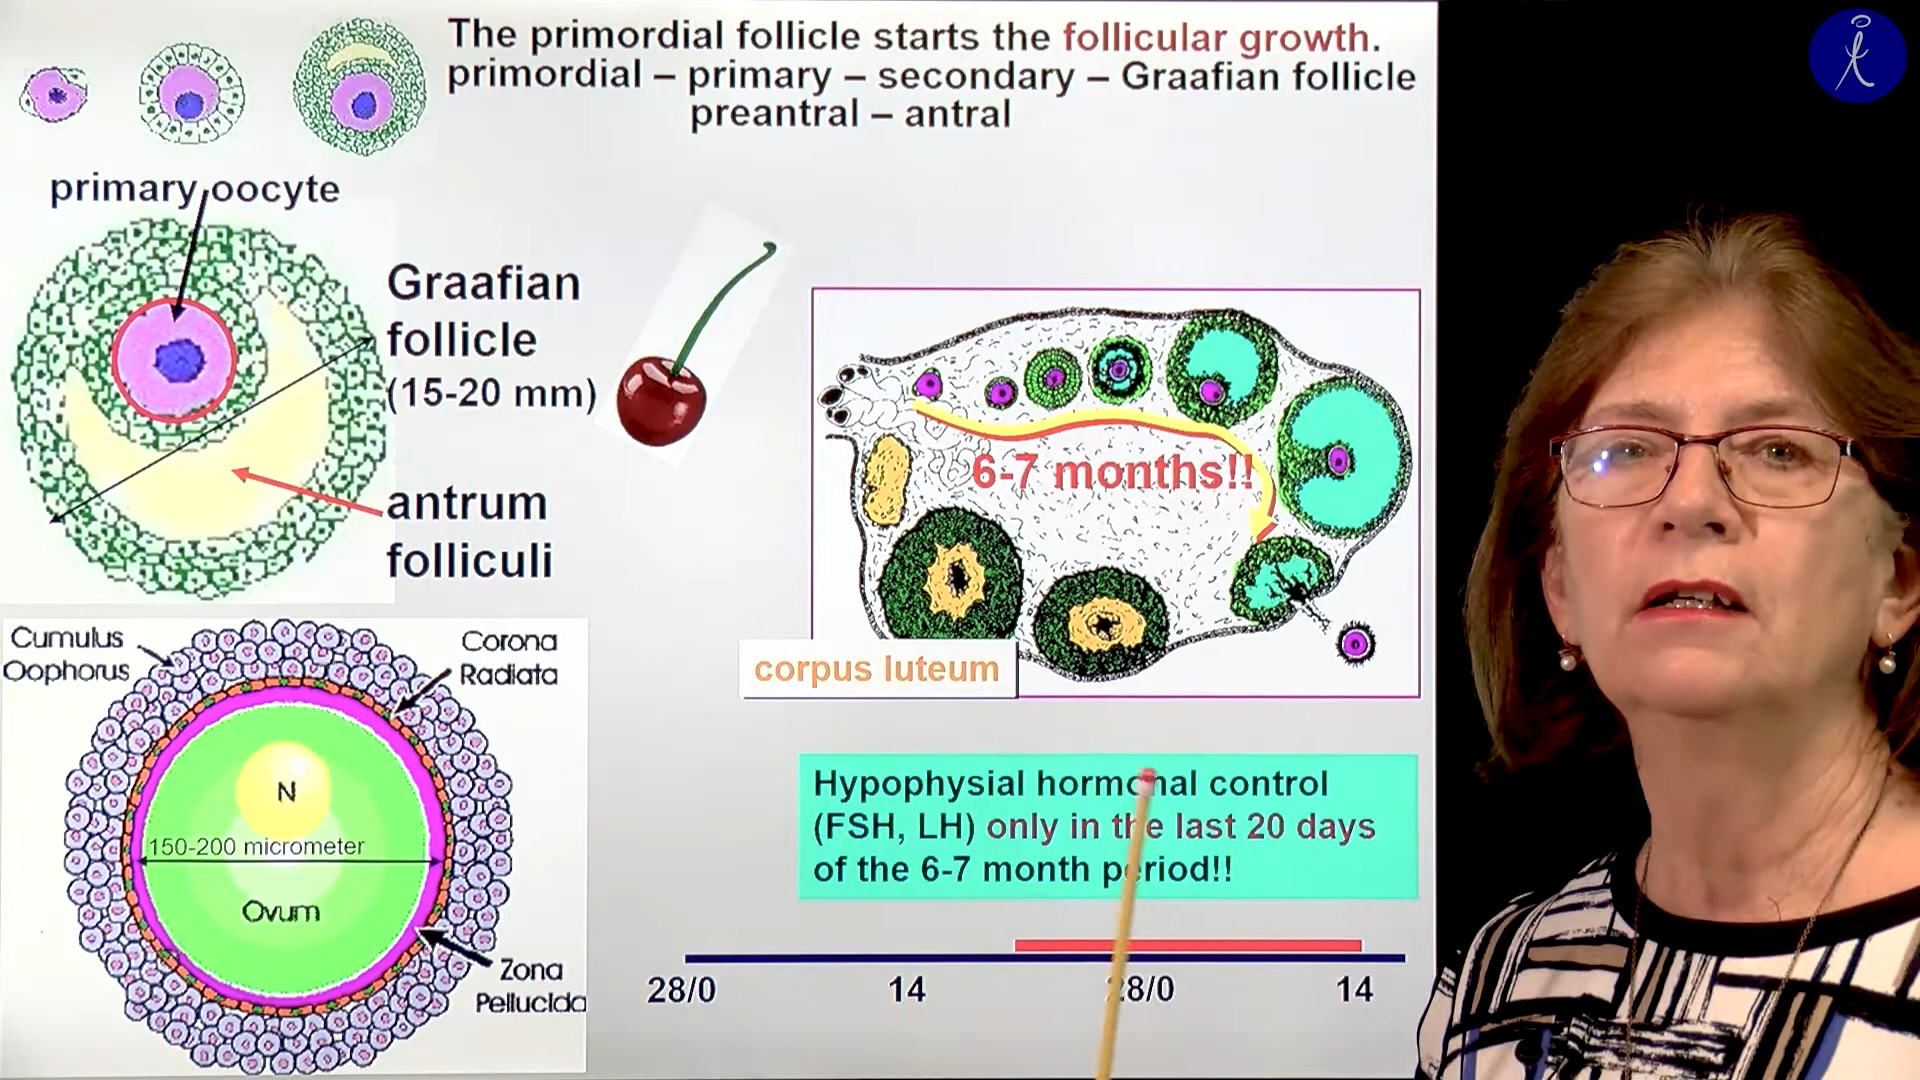 The primordial follicle starts the follicular growth.
primordial – primary – secondary – Graafian follicle
preantral – antral
primary oocyte
Graafian
follicle
(15-20 mm)
antrum
folliculi
6-7 months!!
corpus luteum
Cumulus
Oophorus
Corona
Radiata
N
150-200 micrometer
Ovum
Zona
Pellucida
Hypophysial hormonal control
(FSH, LH) only in the last 20 days
of the 6-7 month period!!
28/0 14 28/0 14